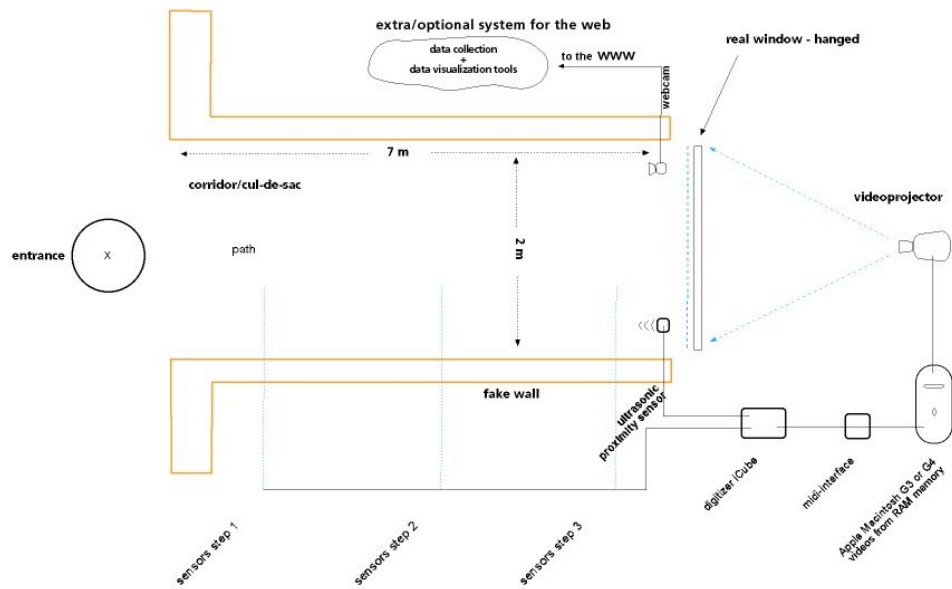 extra/optional system for the web
data collection
+
data visualization tools
to the WWW
webcam
real window - hanged
7 m
corridor/cul-de-sac
2 m
videoprojector
entrance
X
path
fake wall
ultrasonic
proximity sensor
digitizer iCube
midi-interface
Apple Macintosh G3 or G4
videos from RAM memory
sensors step 1
sensors step 2
sensors step 3